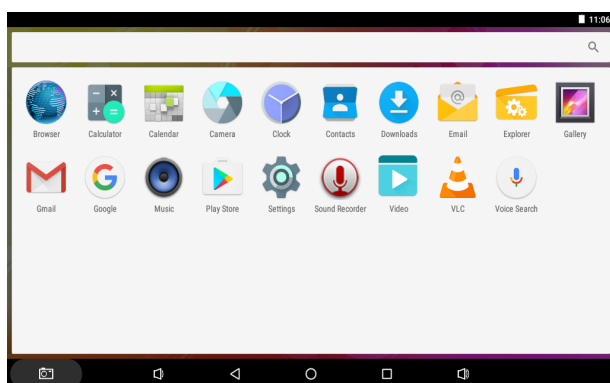 11:06
Browser Calculator Calendar Camera Clock Contacts Downloads Email Explorer Gallery
Gmail Google Music Play Store Settings Sound Recorder Video VLC Voice Search